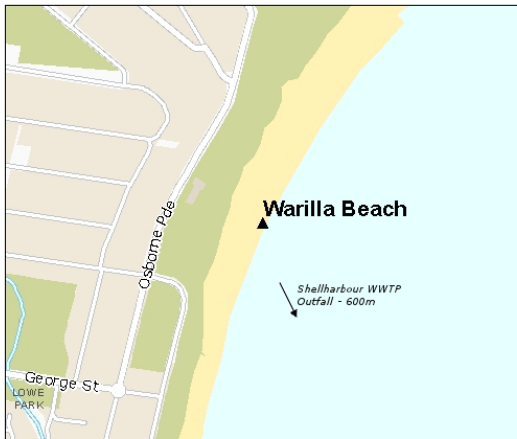 Warilla Beach
Osborne Pde
Shellharbour WWTP
Outfall - 600m
George St
LOWE
PARK